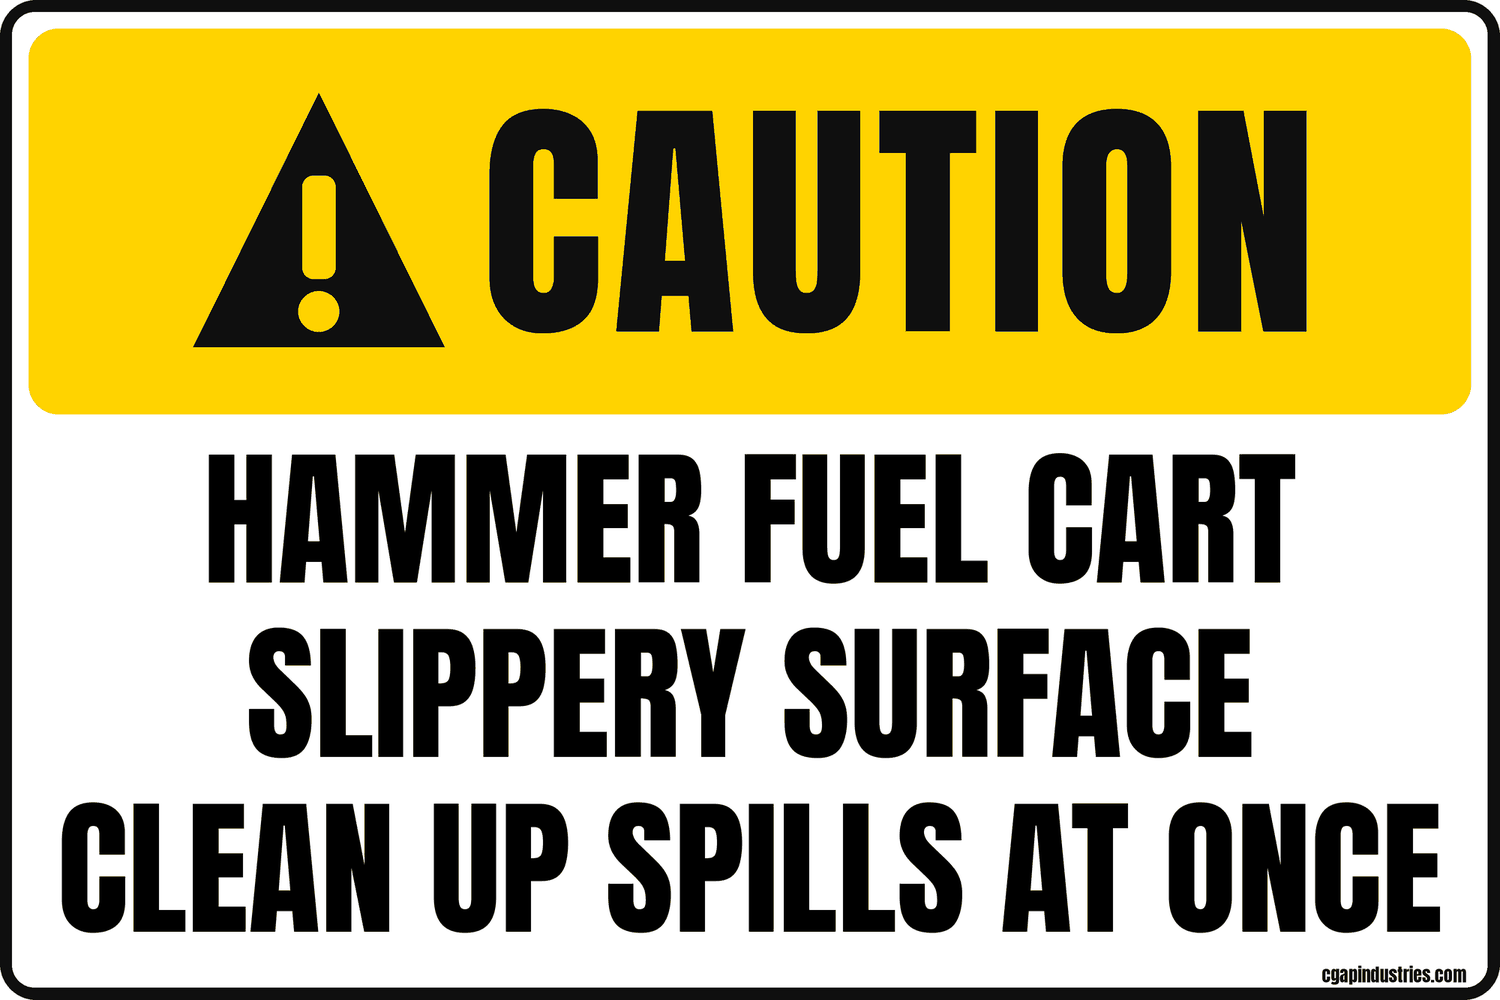 CAUTION
HAMMER FUEL CART
SLIPPERY SURFACE
CLEAN UP SPILLS AT ONCE
cgapindustries.com